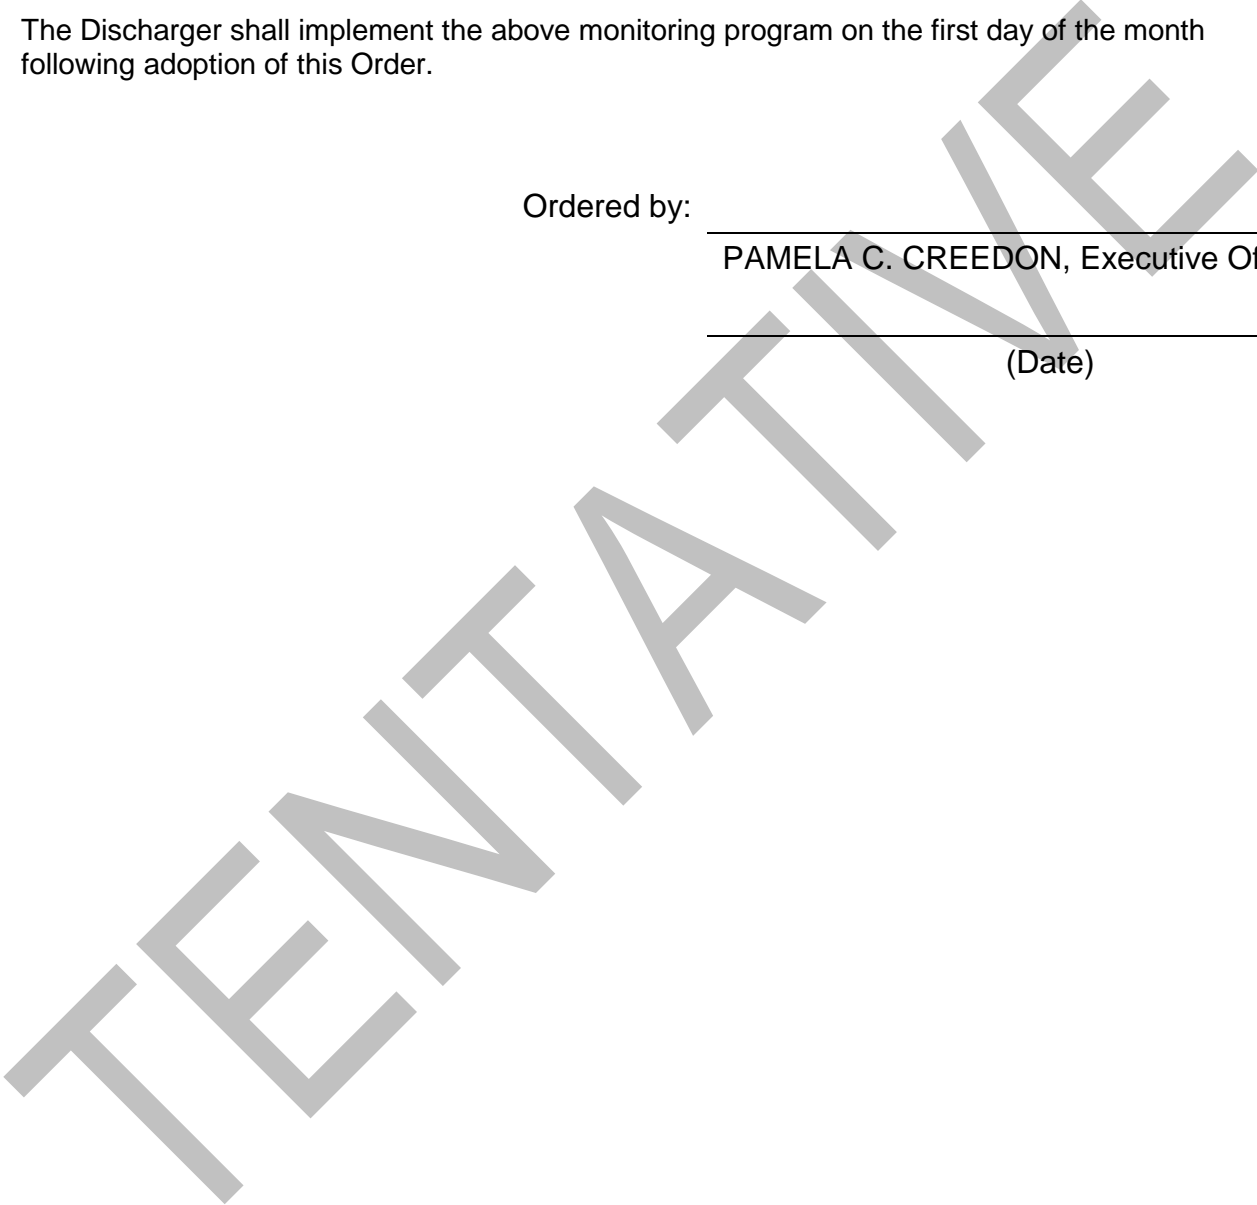 The Discharger shall implement the above monitoring program on the first day of the month
following adoption of this Order.
Ordered by:
PAMELA C. CREEDON, Executive Of
(Date)
TENTATIVE